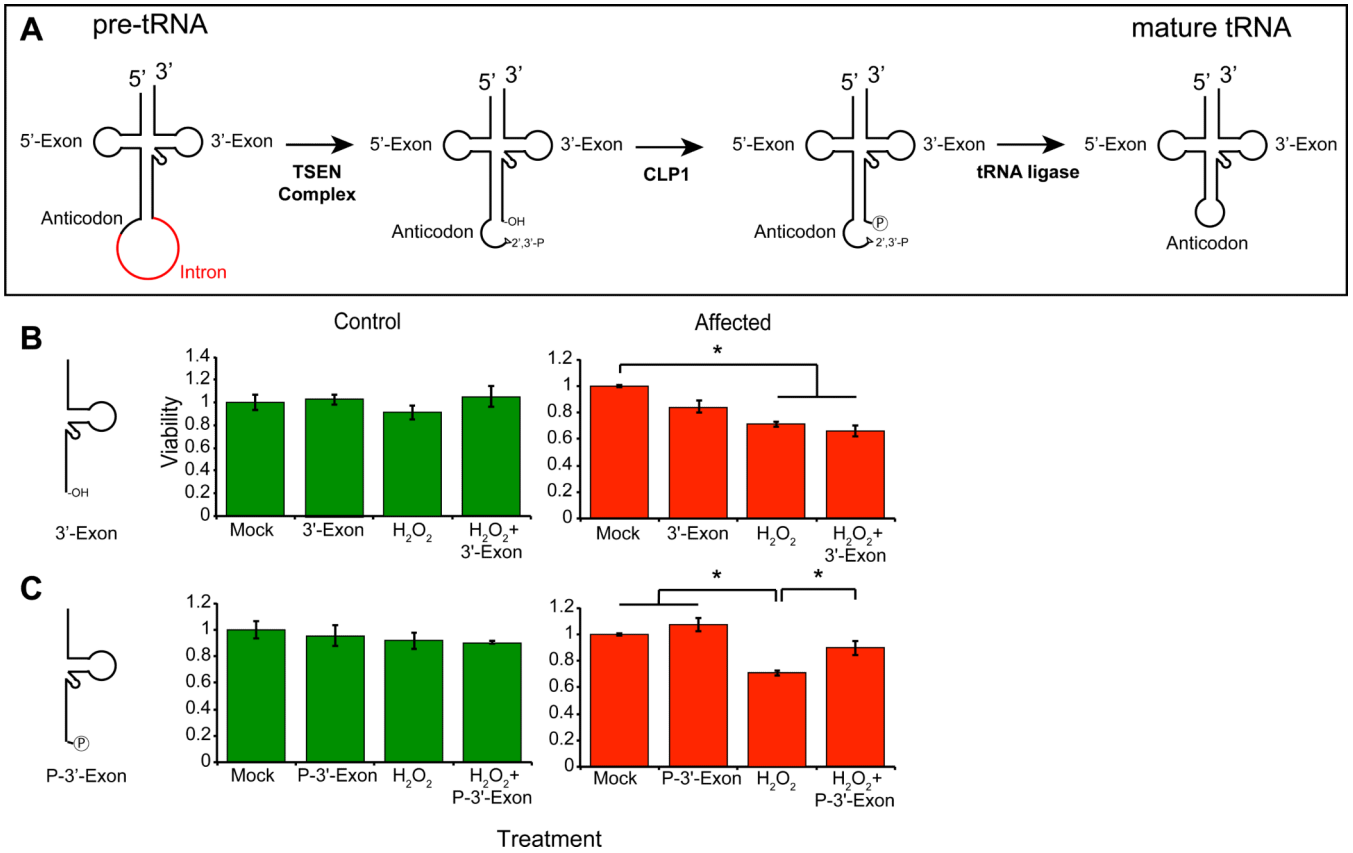 A
pre-tRNA
mature tRNA
5’ 3’
5’ 3’
5’ 3’
5’ 3’
5’-Exon
3’-Exon
5’-Exon
3’-Exon
5’-Exon
3’-Exon
5’-Exon
3’-Exon
TSEN
Complex
CLP1
tRNA ligase
Anticodon
Intron
-OH
Anticodon
2’,3’-P
P
Anticodon
2’,3’-P
Anticodon
B
Control
Affected
-OH
3’-Exon
Viability
1.4
1.2
1
0.8
0.6
0.4
0.2
0
Mock
3'-Exon
H2O2
H2O2+
3'-Exon
*
1.2
1
0.8
0.6
0.4
0.2
0
Mock
3'-Exon
H2O2
H2O2+
3'-Exon
C
P
P-3’-Exon
1.2
1
0.8
0.6
0.4
0.2
0
Mock
P-3'-Exon
H2O2
H2O2+
P-3'-Exon
*
*
1.2
1
0.8
0.6
0.4
0.2
0
Mock
P-3'-Exon
H2O2
H2O2+
P-3'-Exon
Treatment